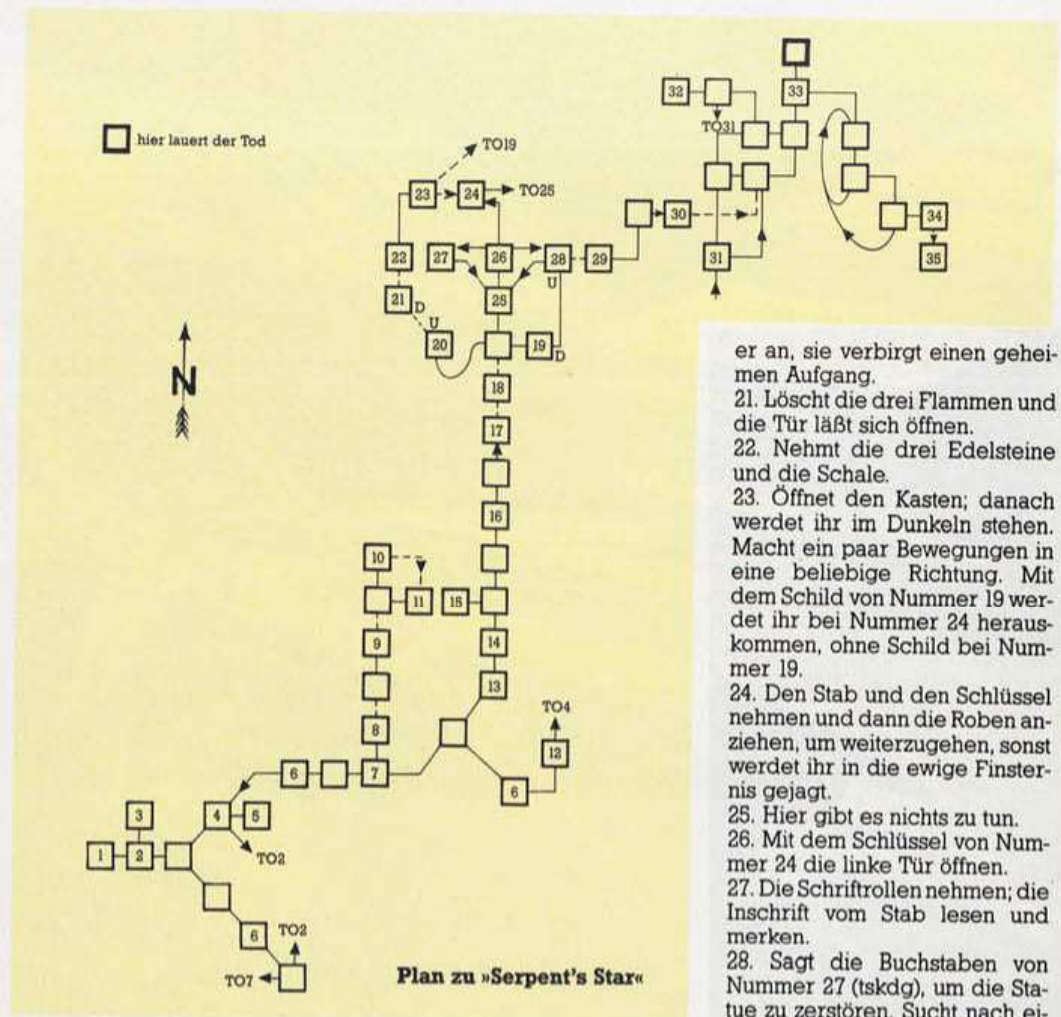 hier lauert der Tod
TO19
23
24
TO25
22
27
26
28
29
U
21
D
25
U
20
19
D
18
17
16
10
11
15
9
14
13
8
TO4
12
6
7
6
3
4
5
1
2
TO2
6
TO2
TO7
32
33
TO31
30
34
31
35
N
Plan zu »Serpent's Star«
er an, sie verbirgt einen gehei-
men Aufgang.
21. Löscht die drei Flammen und
die Tür läßt sich öffnen.
22. Nehmt die drei Edelsteine
und die Schale.
23. Öffnet den Kasten; danach
werdet ihr im Dunkeln stehen.
Macht ein paar Bewegungen in
eine beliebige Richtung. Mit
dem Schild von Nummer 19 wer-
det ihr bei Nummer 24 heraus-
kommen, ohne Schild bei Num-
mer 19.
24. Den Stab und den Schlüssel
nehmen und dann die Roben an-
ziehen, um weiterzugehen, sonst
werdet ihr in die ewige Finster-
nis gejagt.
25. Hier gibt es nichts zu tun.
26. Mit dem Schlüssel von Num-
mer 24 die linke Tür öffnen.
27. Die Schriftrollen nehmen; die
Inschrift vom Stab lesen und
merken.
28. Sagt die Buchstaben von
Nummer 27 (tskdg), um die Sta-
tue zu zerstören. Sucht nach ei-